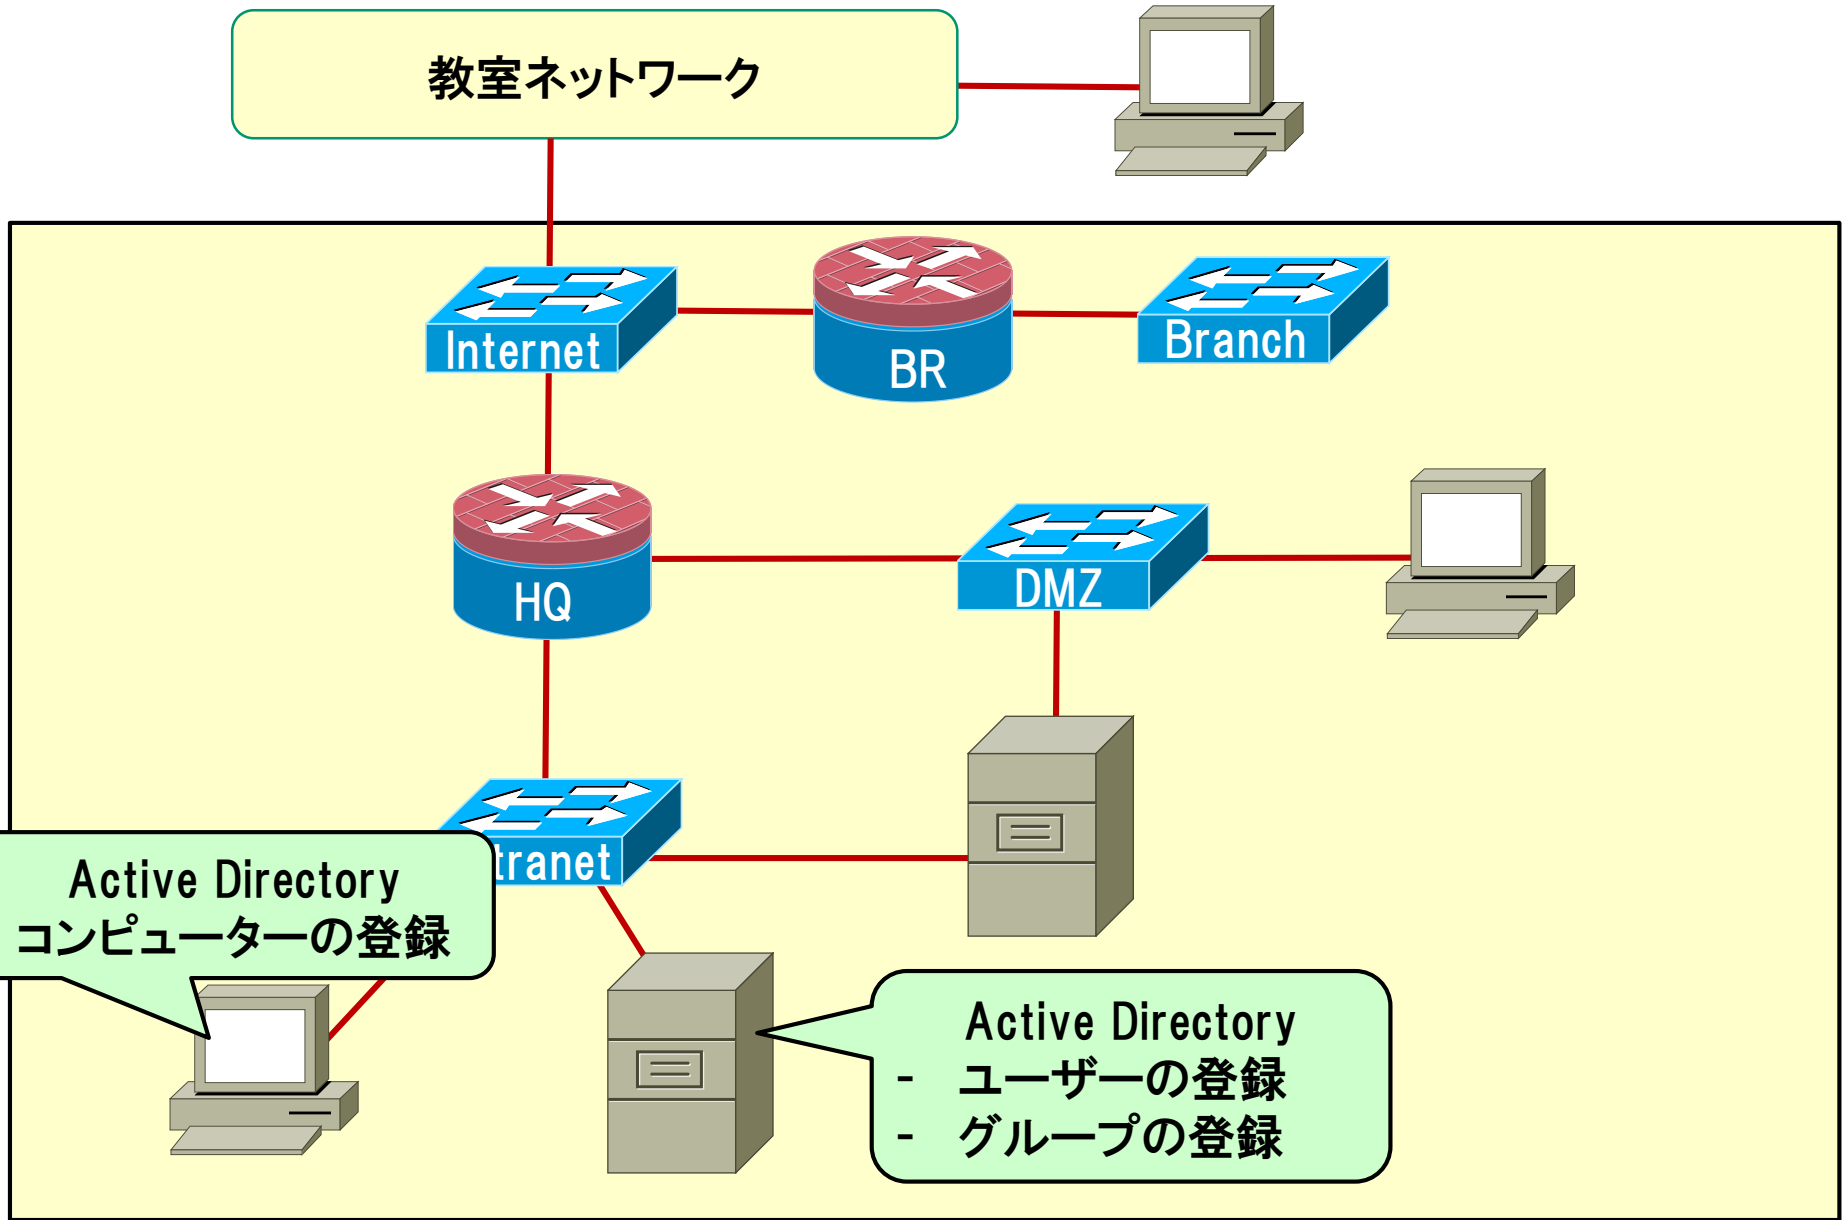 教室ネットワーク
Internet
BR
Branch
HQ
DMZ
tranet
Active Directory
コンピューターの登録
Active Directory
- ユーザーの登録
- グループの登録